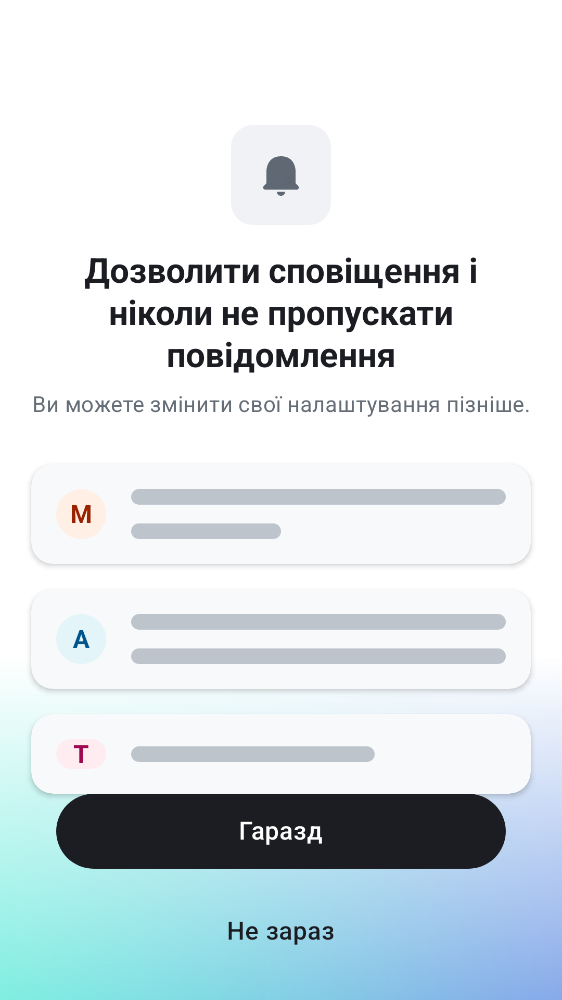 Дозволити сповіщення і
ніколи не пропускати
повідомлення
Ви можете змінити свої налаштування пізніше.
M
A
T
Гаразд
Не зараз